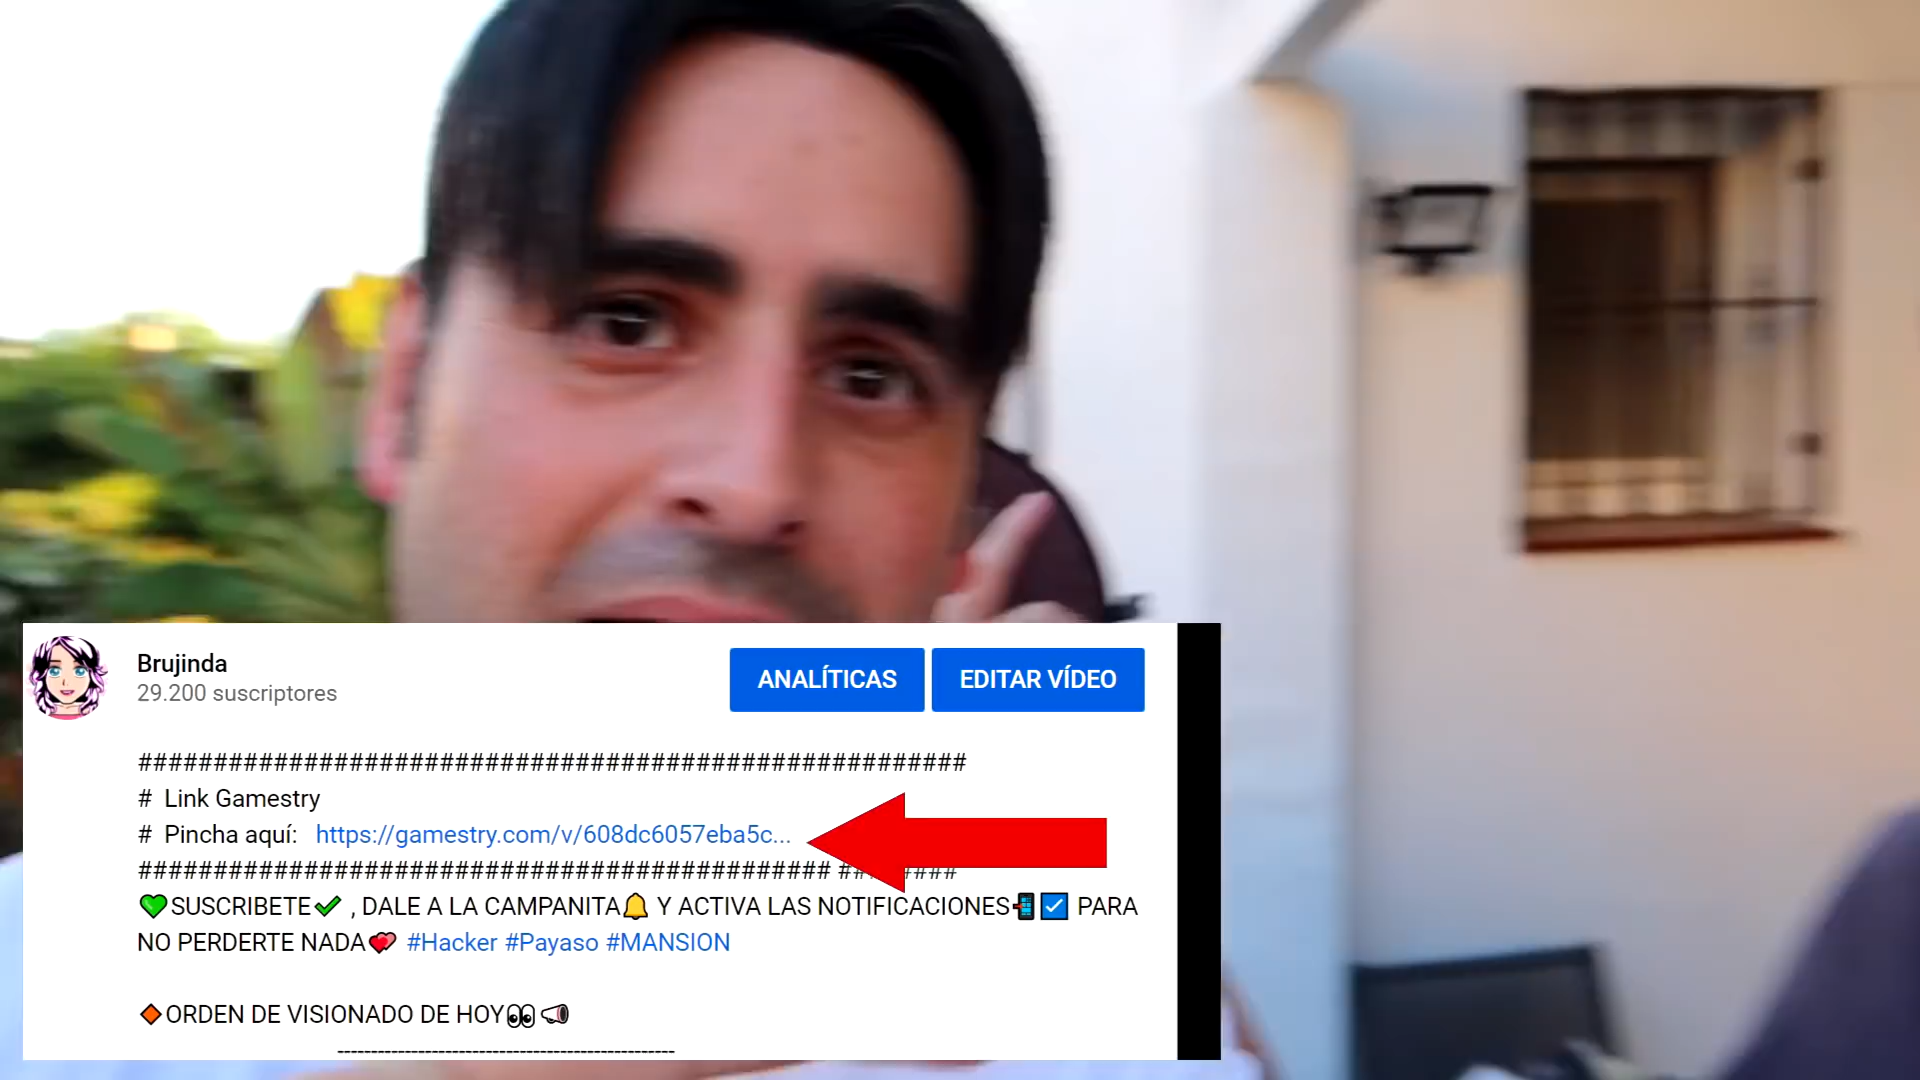 Brujinda
29.200 suscriptores
ANALÍTICAS
EDITAR VÍDEO
#######################################################
# Link Gamestry
# Pincha aquí: https://gamestry.com/v/608dc6057eba5c...
############################################## ########
💚SUSCRIBETE✔ , DALE A LA CAMPANITA🔔 Y ACTIVA LAS NOTIFICACIONES📲☑ PARA
NO PERDERTE NADA💕 #Hacker #Payaso #MANSION
🔸ORDEN DE VISIONADO DE HOY👀📢
--------------------------------------------------